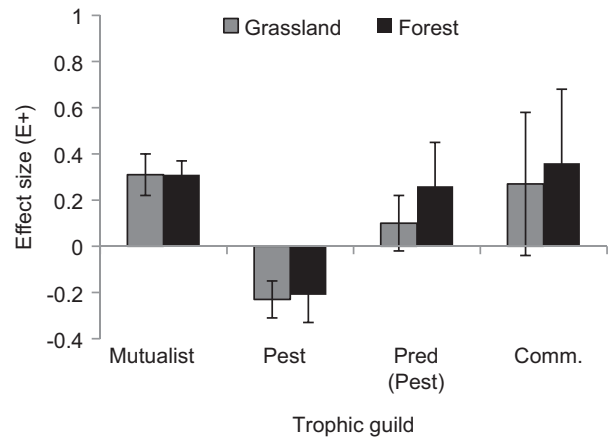 Grassland Forest
1
0.8
0.6
0.4
0.2
0
-0.2
-0.4
Effect size (E+)
Mutualist Pest Pred (Pest) Comm.
Trophic guild